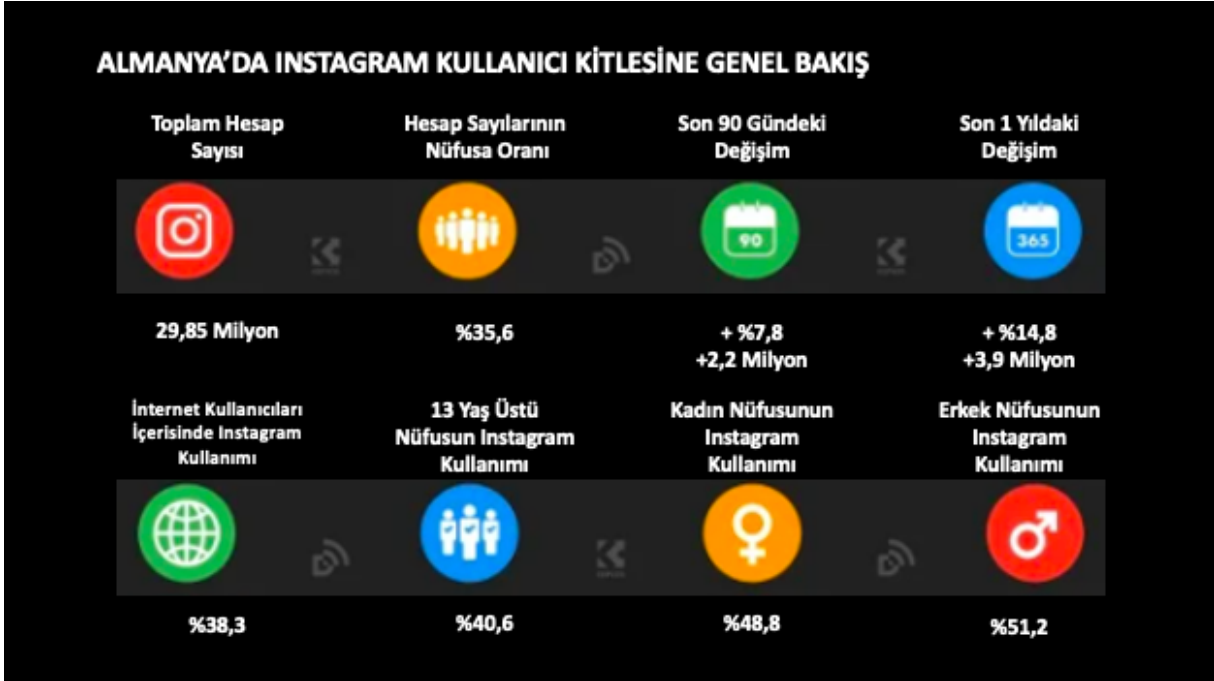 ALMANYA’DA INSTAGRAM KULLANICI KİTLESİNE GENEL BAKIŞ
Toplam Hesap
Sayısı
Hesap Sayılarının
Nüfusa Oranı
Son 90 Gündeki
Değişim
Son 1 Yıldaki
Değişim
90
365
29,85 Milyon
%35,6
+ %7,8
+2,2 Milyon
+ %14,8
+3,9 Milyon
İnternet Kullanıcıları
İçerisinde Instagram
Kullanımı
13 Yaş Üstü
Nüfusun Instagram
Kullanımı
Kadın Nüfusunun
Instagram
Kullanımı
Erkek Nüfusunun
Instagram
Kullanımı
%38,3
%40,6
%48,8
%51,2